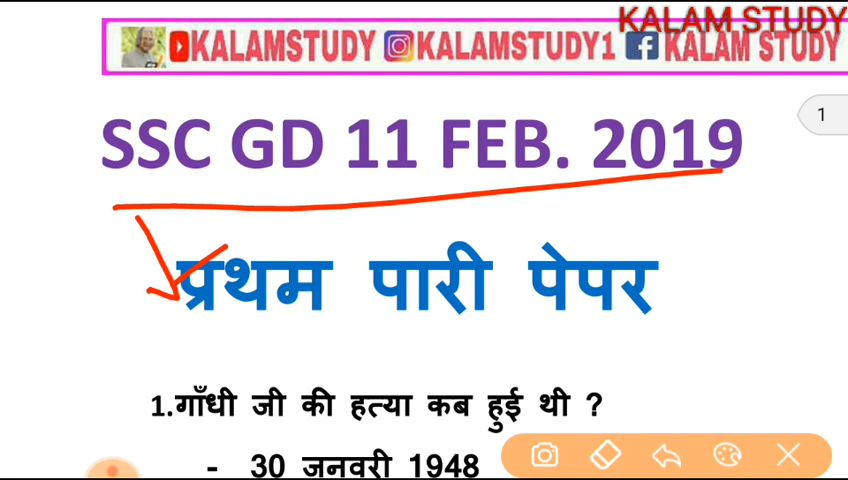 KALAM STUDY
KALAMSTUDY KALAMSTUDY1 KALAM STUDY
SSC GD 11 FEB. 2019
1
प्रथम पारी पेपर
1.गाँधी जी की हत्या कब हुई थी ?
- 30 जनवरी 1948